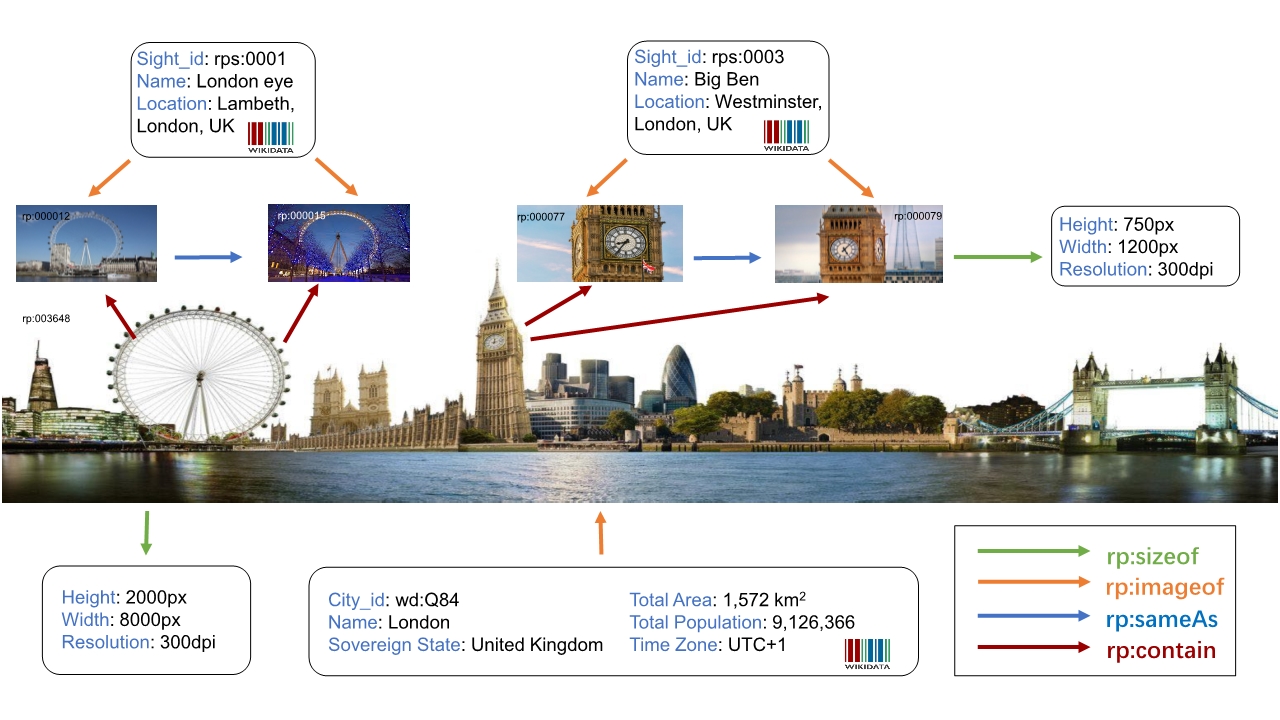 Sight_id: rps:0001
Name: London eye
Location: Lambeth,
London, UK
WIKIDATA
Sight_id: rps:0003
Name: Big Ben
Location: Westminster,
London, UK
WIKIDATA
rp:000012
rp:000015
rp:000077
rp:000079
Height: 750px
Width: 1200px
Resolution: 300dpi
rp:003648
Height: 2000px
Width: 8000px
Resolution: 300dpi
City_id: wd:Q84
Name: London
Sovereign State: United Kingdom
Total Area: 1,572 km²
Total Population: 9,126,366
Time Zone: UTC+1
WIKIDATA
rp:sizeof
rp:imageof
rp:sameAs
rp:contain